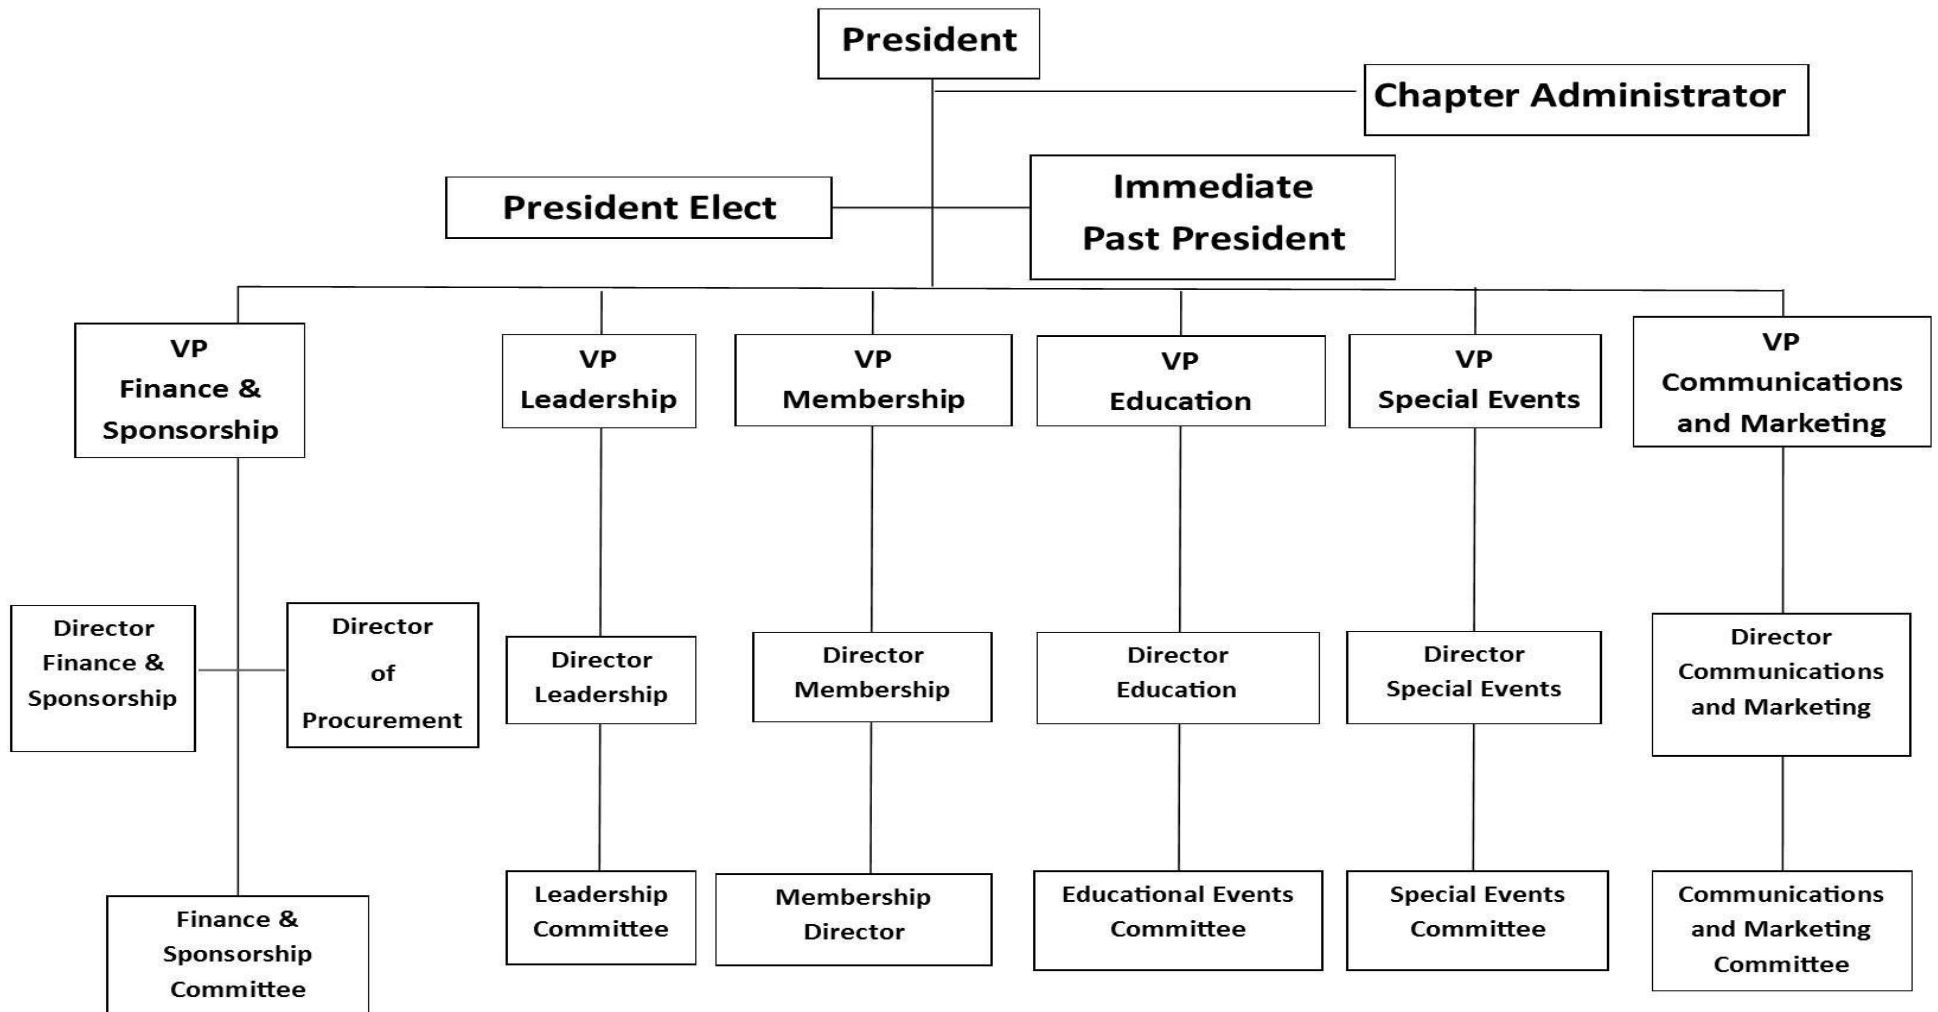 President
Chapter Administrator
President Elect
Immediate
Past President
VP
Finance &
Sponsorship
VP
Leadership
VP
Membership
VP
Education
VP
Special Events
VP
Communications
and Marketing
Director
Finance &
Sponsorship
Director
of
Procurement
Director
Leadership
Director
Membership
Director
Education
Director
Special Events
Director
Communications
and Marketing
Finance &
Sponsorship
Committee
Leadership
Committee
Membership
Director
Educational Events
Committee
Special Events
Committee
Communications
and Marketing
Committee